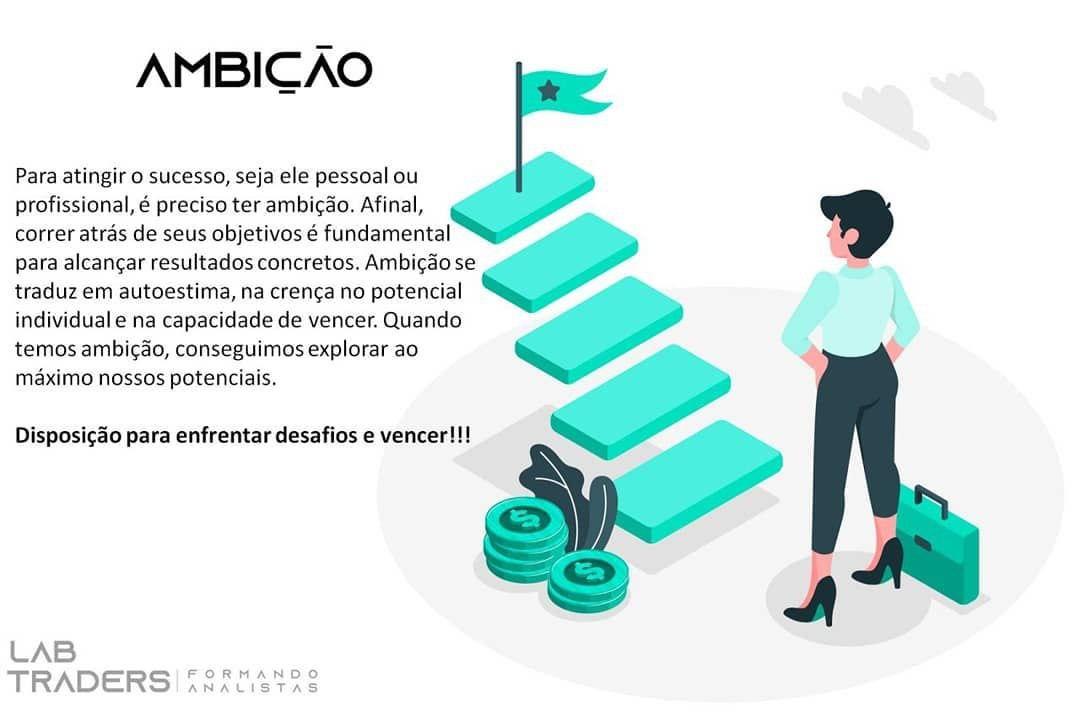 AMBIÇÃO
Para atingir o sucesso, seja ele pessoal ou
profissional, é preciso ter ambição. Afinal,
correr atrás de seus objetivos é fundamental
para alcançar resultados concretos. Ambição se
traduz em autoestima, na crença no potencial
individual e na capacidade de vencer. Quando
temos ambição, conseguimos explorar ao
máximo nossos potenciais.
Disposição para enfrentar desafios e vencer!!!
$
$
LAB
TRADERS
FORMANDO
ANALISTAS